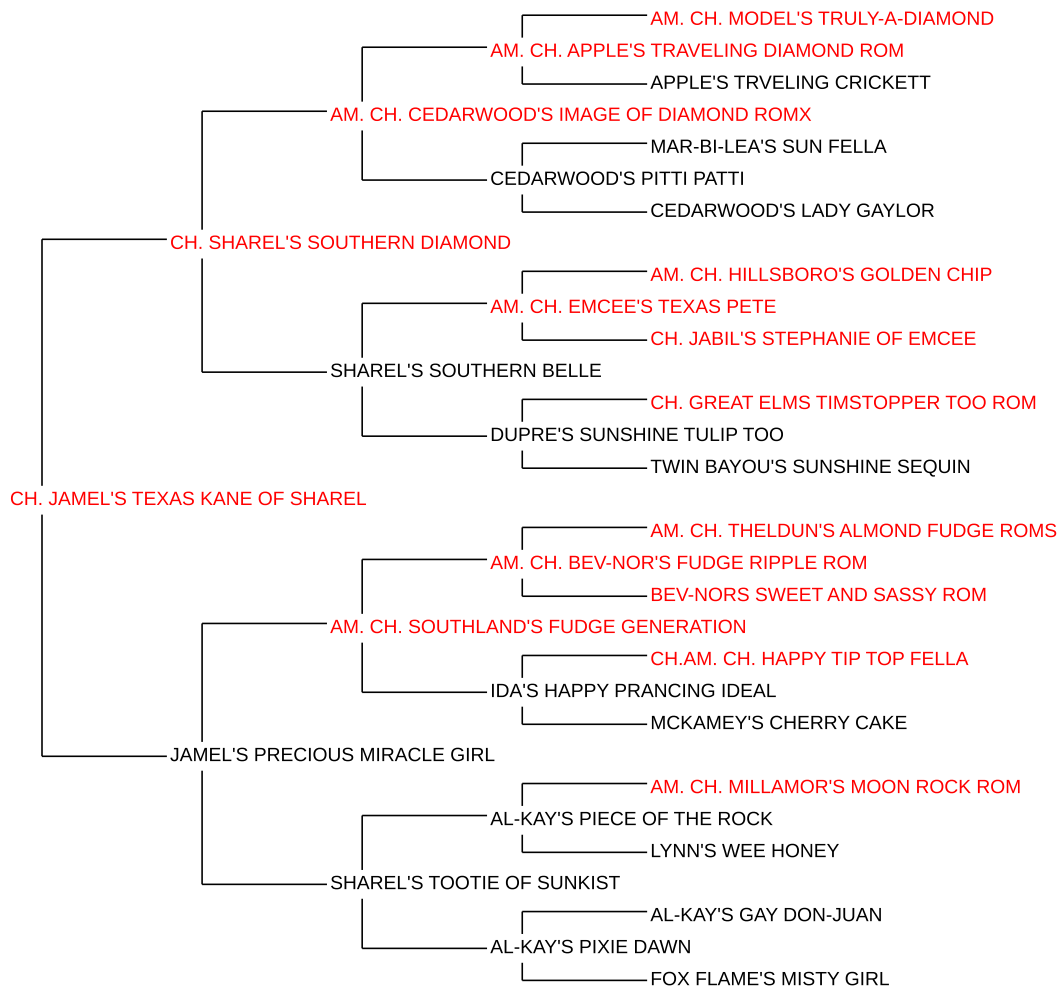 AM. CH. MODEL'S TRULY-A-DIAMOND
AM. CH. APPLE'S TRAVELING DIAMOND ROM
APPLE'S TRVELING CRICKETT
AM. CH. CEDARWOOD'S IMAGE OF DIAMOND ROMX
MAR-BI-LEA'S SUN FELLA
CEDARWOOD'S PITTI PATTI
CEDARWOOD'S LADY GAYLOR
CH. SHAREL'S SOUTHERN DIAMOND
AM. CH. HILLSBORO'S GOLDEN CHIP
AM. CH. EMCEE'S TEXAS PETE
CH. JABIL'S STEPHANIE OF EMCEE
SHAREL'S SOUTHERN BELLE
CH. GREAT ELMS TIMSTOPPER TOO ROM
DUPRE'S SUNSHINE TULIP TOO
TWIN BAYOU'S SUNSHINE SEQUIN
CH. JAMEL'S TEXAS KANE OF SHAREL
AM. CH. THELDUN'S ALMOND FUDGE ROMS
AM. CH. BEV-NOR'S FUDGE RIPPLE ROM
BEV-NORS SWEET AND SASSY ROM
AM. CH. SOUTHLAND'S FUDGE GENERATION
CH.AM. CH. HAPPY TIP TOP FELLA
IDA'S HAPPY PRANCING IDEAL
MCKAMEY'S CHERRY CAKE
JAMEL'S PRECIOUS MIRACLE GIRL
AM. CH. MILLAMOR'S MOON ROCK ROM
AL-KAY'S PIECE OF THE ROCK
LYNN'S WEE HONEY
SHAREL'S TOOTIE OF SUNKIST
AL-KAY'S GAY DON-JUAN
AL-KAY'S PIXIE DAWN
FOX FLAME'S MISTY GIRL